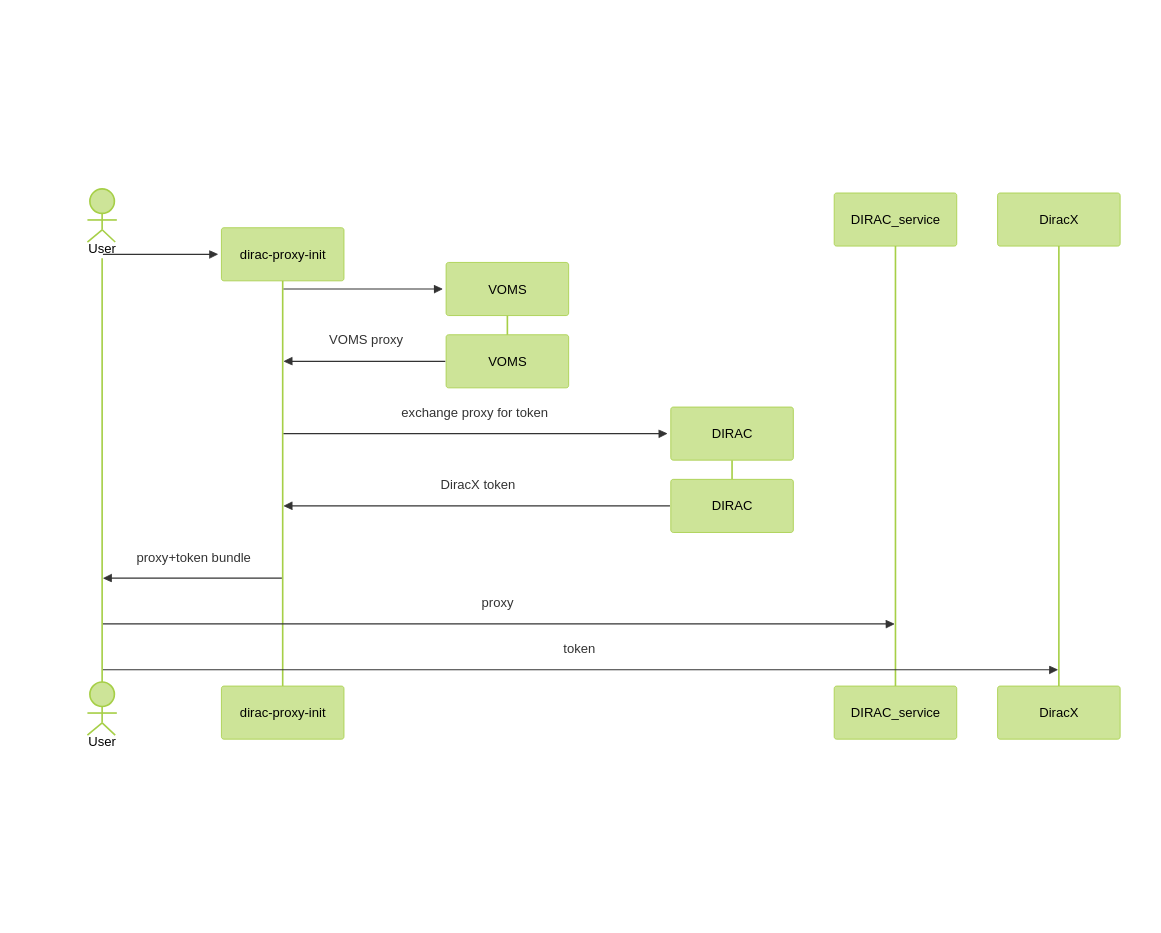 User
dirac-proxy-init
DIRAC_service
DiracX
VOMS
VOMS proxy
VOMS
exchange proxy for token
DIRAC
DiracX token
DIRAC
proxy+token bundle
proxy
token
User
dirac-proxy-init
DIRAC_service
DiracX